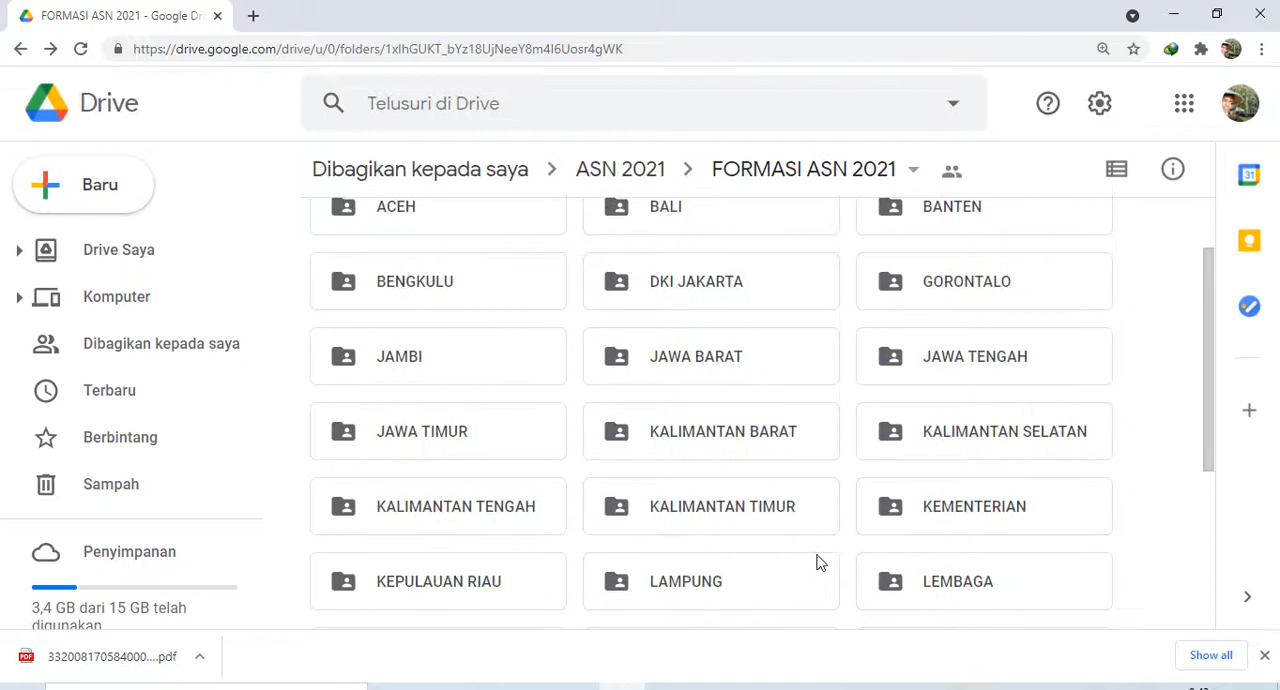 FORMASI ASN 2021 - Google Dr
https://drive.google.com/drive/u/0/folders/1xlhGUKT_bYz18UjNeeY8m4I6Uosr4gWK
Drive
Telusuri di Drive
Baru
Dibagikan kepada saya > ASN 2021 > FORMASI ASN 2021
31
Drive Saya
Komputer
Dibagikan kepada saya
Terbaru
Berbintang
Sampah
Penyimpanan
3,4 GB dari 15 GB telah
digunakan
ACEH BALI BANTEN
BENGKULU DKI JAKARTA GORONTALO
JAMBI JAWA BARAT JAWA TENGAH
JAWA TIMUR KALIMANTAN BARAT KALIMANTAN SELATAN
KALIMANTAN TENGAH KALIMANTAN TIMUR KEMENTERIAN
KEPULAUAN RIAU LAMPUNG LEMBAGA
PDF 332008170584000....pdf
Show all